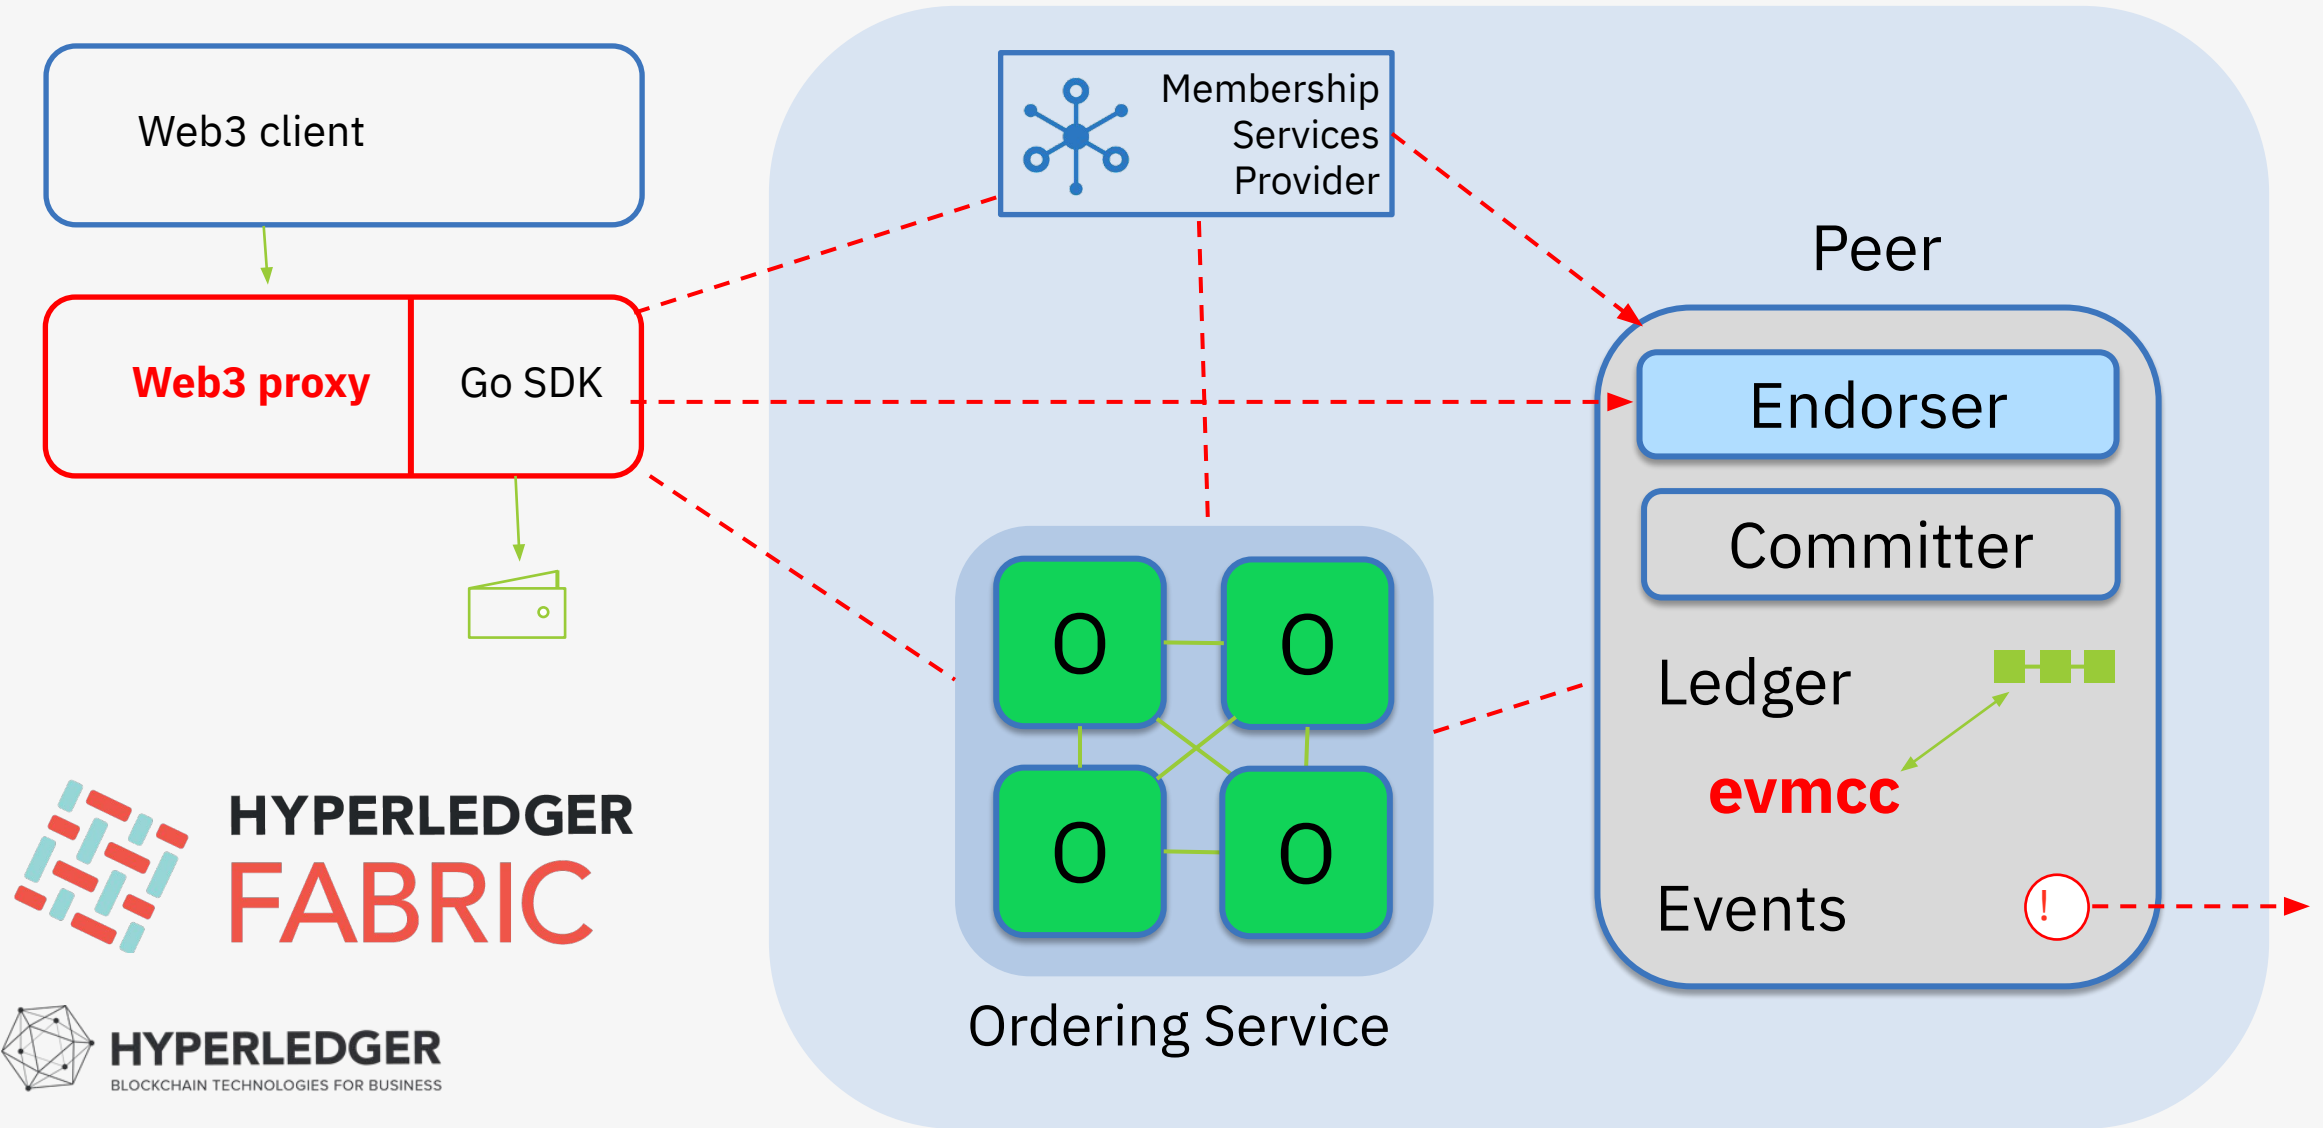 Web3 client
Web3 proxy
Go SDK
Membership
Services
Provider
Peer
Endorser
Committer
Ledger
evmcc
Events
!
O
O
O
O
Ordering Service
HYPERLEDGER
FABRIC
HYPERLEDGER
BLOCKCHAIN TECHNOLOGIES FOR BUSINESS